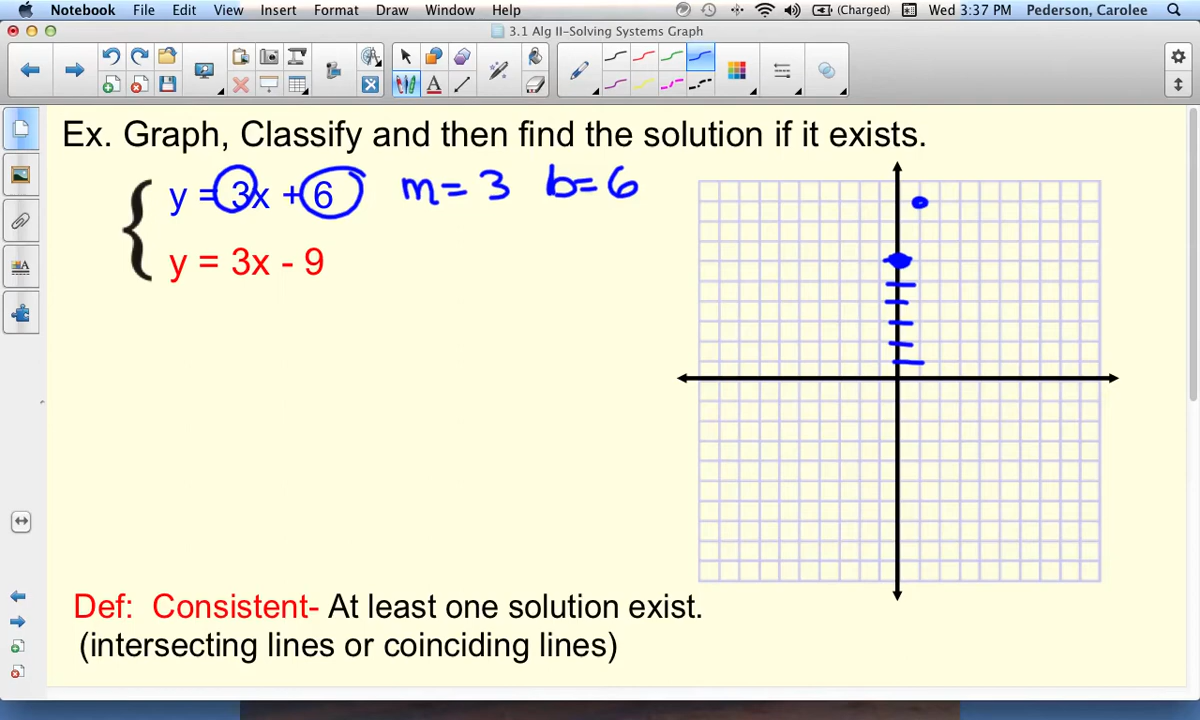 Notebook File Edit View Insert Format Draw Window Help (Charged) Wed 3:37 PM Pederson, Carolee
3.1 Alg II–Solving Systems Graph
Ex. Graph, Classify and then find the solution if it exists.
y = 3x + 6 m = 3 b = 6
y = 3x - 9
Def: Consistent- At least one solution exist.
(intersecting lines or coinciding lines)